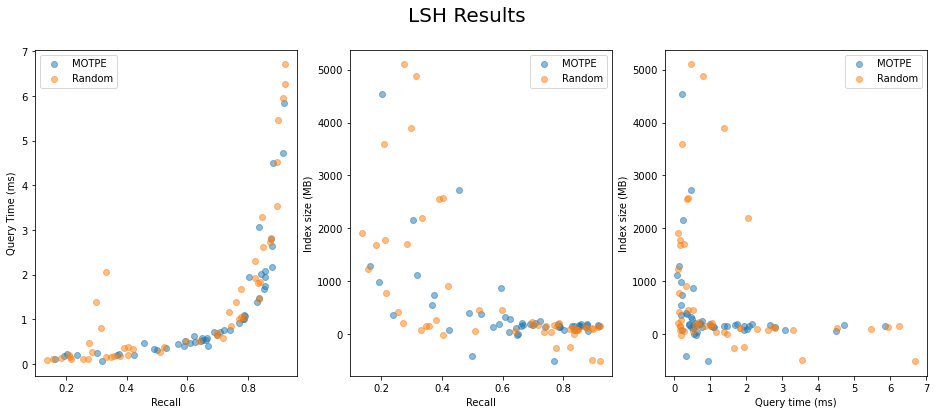 LSH Results
MOTPE
Random
7
6
5
4
3
2
1
0
Query Time (ms)
0.2 0.4 0.6 0.8
Recall
MOTPE
Random
5000
4000
3000
2000
1000
0
Index size (MB)
0.2 0.4 0.6 0.8
Recall
MOTPE
Random
5000
4000
3000
2000
1000
0
Index size (MB)
0 1 2 3 4 5 6 7
Query time (ms)